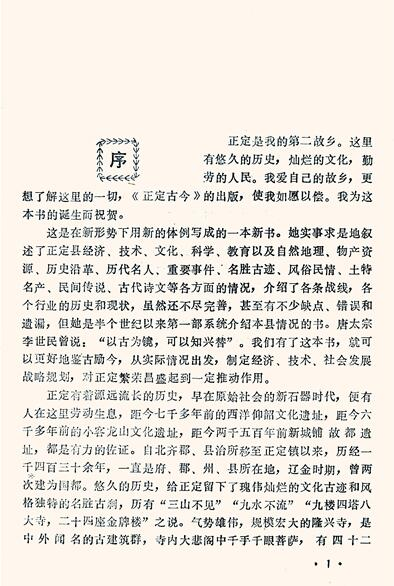 序
正定是我的第二故乡。这里
有悠久的历史，灿烂的文化，勤
劳的人民。我爱自己的故乡，更
想了解这里的一切，《正定古今》的出版，使我如愿以偿。我为这
本书的诞生而祝贺。
这是在新形势下用新的体例写成的一本新书。她实事求是地叙
述了正定县经济、技术、文化、科学、教育以及自然地理、物产资
源、历史沿革、历代名人、重要事件、名胜古迹、风俗民情、土特
名产、民间传说、古代诗文等各方面的情况，介绍了各条战线，各
个行业的历史和现状，虽然还不尽完善，甚至有不少缺点、错误和
遗漏，但她是半个世纪以来第一部系统介绍本县情况的书。唐太宗
李世民曾说：“以古为镜，可以知兴替”。我们有了这本书，就可
以更好地鉴古励今，从实际情况出发，制定经济、技术、社会发展
战略规划，对正定繁荣昌盛起到一定推动作用。
正定有着源远流长的历史，早在原始社会的新石器时代，便有
人在这里劳动生息，距今七千多年前的西洋仰韶文化遗址，距今六
千多年前的小客龙山文化遗址，距今两千五百年前新城铺故都遗
址，都是有力的佐证。自北齐郡、县治所移至正定镇以来，历经一
千四百三十余年，一直是府、郡、州、县所在地，辽金时期，曾两
次建为国都。悠久的历史，给正定留下了瑰伟灿烂的文化古迹和风
格独特的名胜古刹，历有“三山不见”“九水不流”“九楼四塔八
大寺，二十四座金牌楼”之说。气势雄伟，规模宏大的隆兴寺，是
中外闻名的古建筑群，寺内大悲阁中千手千眼菩萨，有四十二
·1·